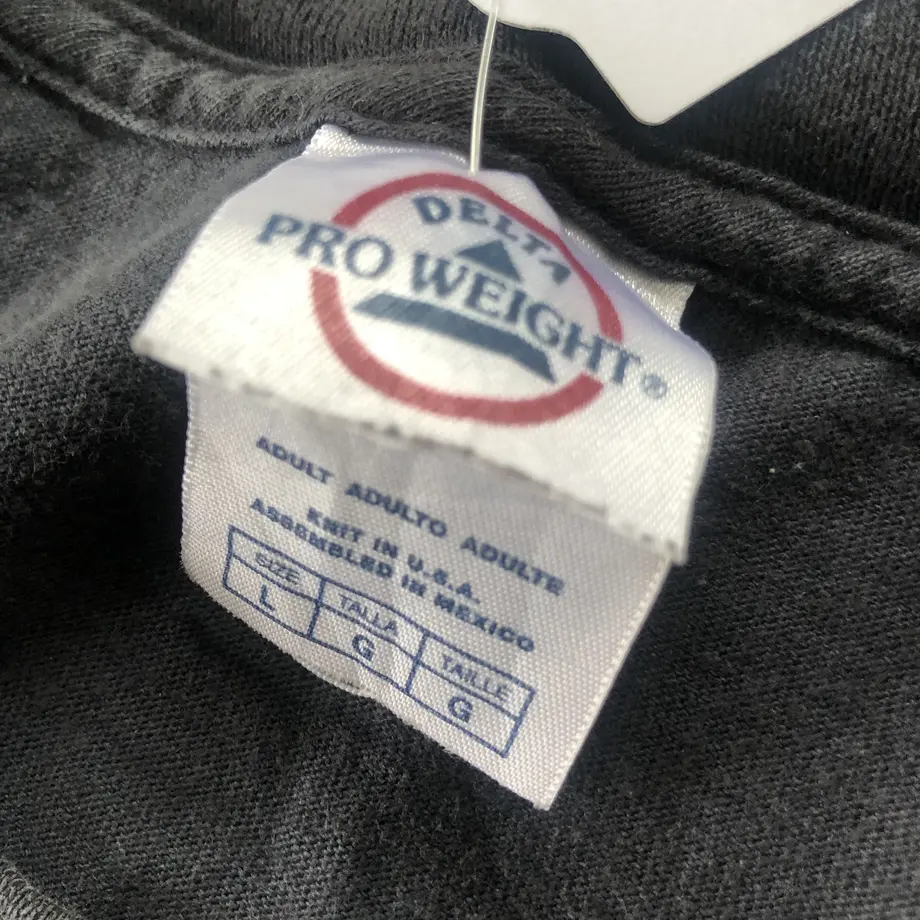 DELTA
PRO WEIGHT®
ADULT ADULTO ADULTE
KNIT IN U.S.A.
ASSEMBLED IN MEXICO
SIZE TALLA TAILLE
L G G